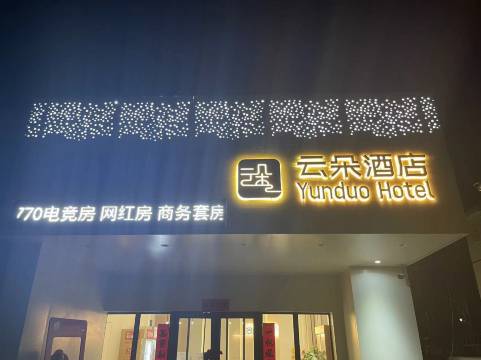 云朵酒店
Yunduo Hotel
770电竞房 网红房 商务套房